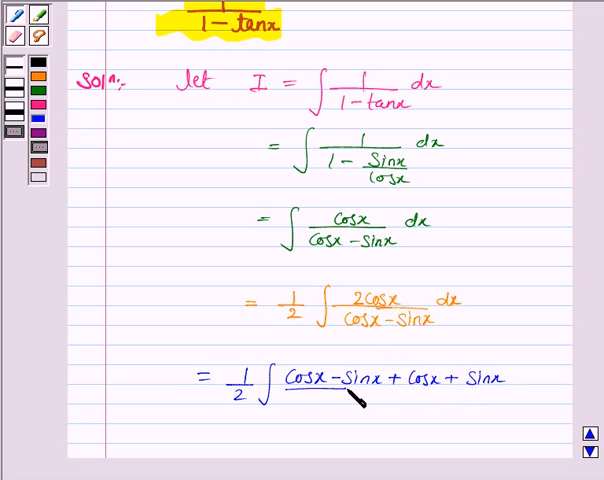 1/(1 - tanx)
Soln:- let I = ∫ 1/(1 - tanx) dx
= ∫ 1/(1 - Sinx/Cosx) dx
= ∫ Cosx/(Cosx - Sinx) dx
= 1/2 ∫ 2Cosx/(Cosx - Sinx) dx
= 1/2 ∫ Cosx - Sinx + Cosx + Sinx